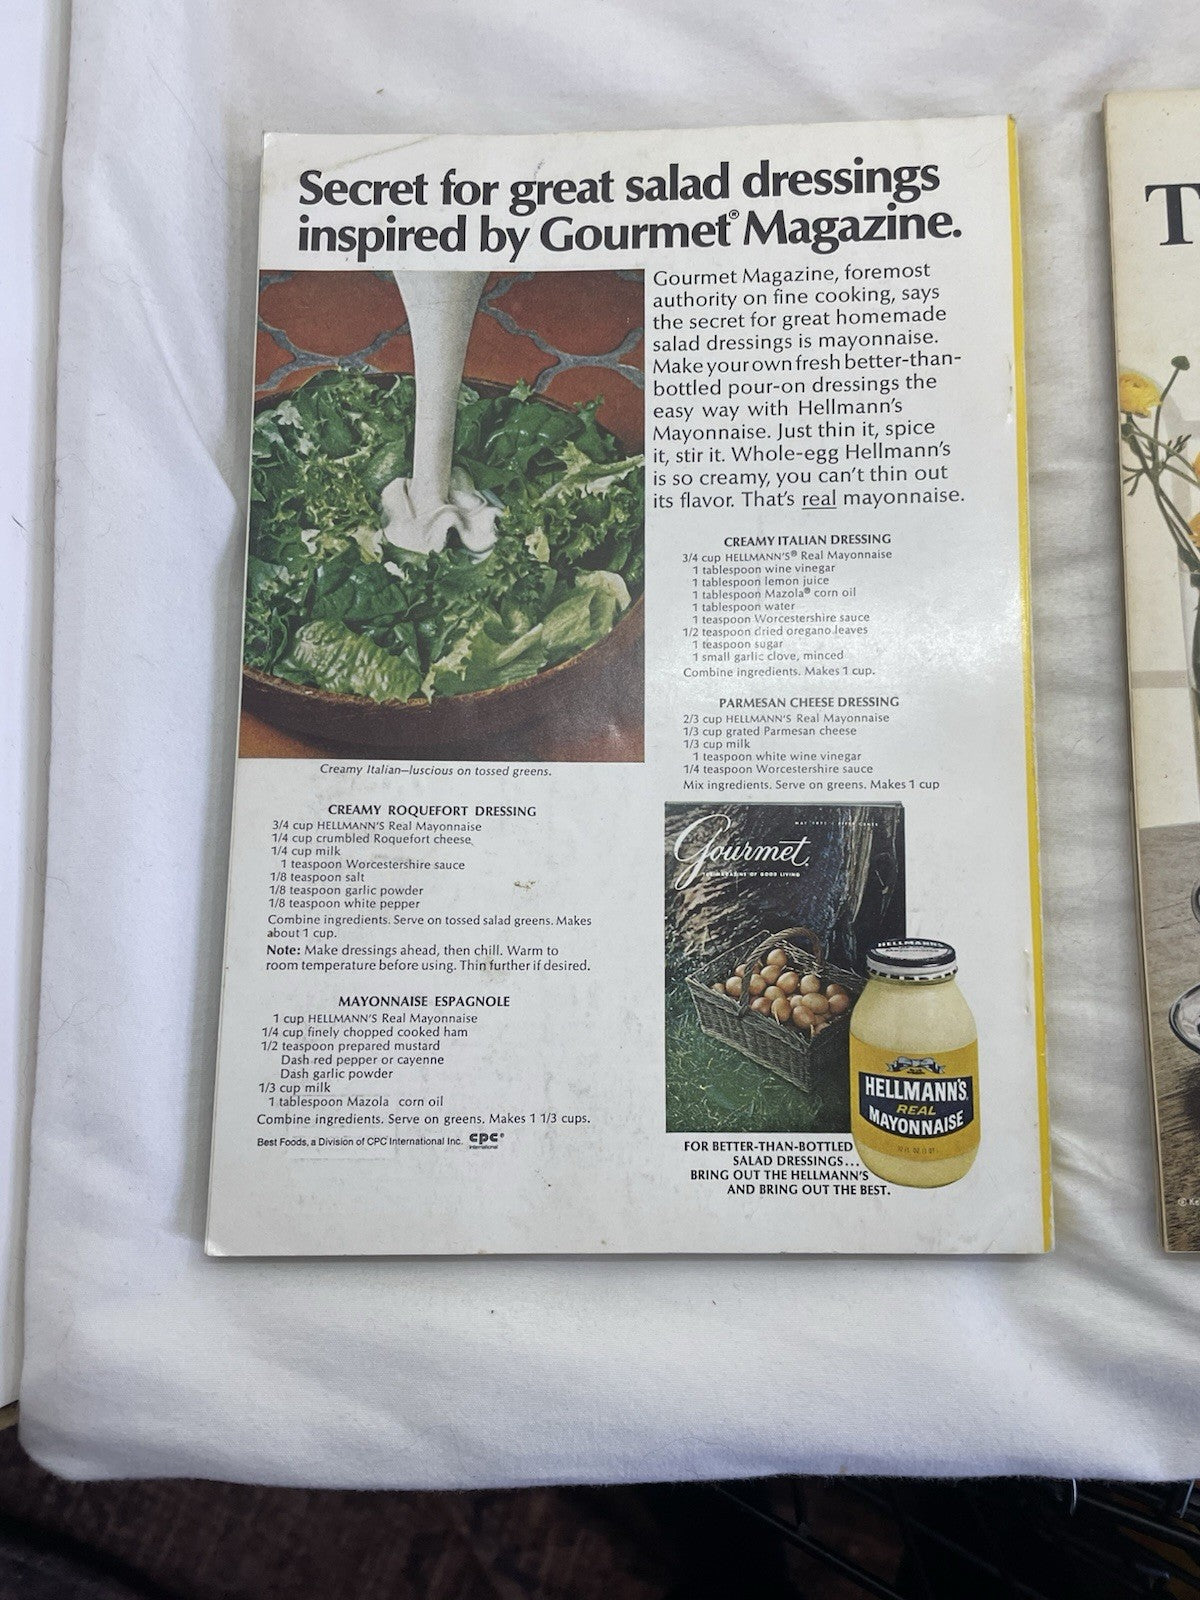 Secret for great salad dressings
inspired by Gourmet® Magazine.
Gourmet Magazine, foremost
authority on fine cooking, says
the secret for great homemade
salad dressings is mayonnaise.
Make your own fresh better-than-
bottled pour-on dressings the
easy way with Hellmann's
Mayonnaise. Just thin it, spice
it, stir it. Whole-egg Hellmann's
is so creamy, you can't thin out
its flavor. That's real mayonnaise.
CREAMY ITALIAN DRESSING
3/4 cup HELLMANN'S® Real Mayonnaise
1 tablespoon wine vinegar
1 tablespoon lemon juice
1 tablespoon Mazola® corn oil
1 tablespoon water
1 teaspoon Worcestershire sauce
1/2 teaspoon dried oregano leaves
1 teaspoon sugar
1 small garlic clove, minced
Combine ingredients. Makes 1 cup.
PARMESAN CHEESE DRESSING
2/3 cup HELLMANN'S Real Mayonnaise
1/3 cup grated Parmesan cheese
1/3 cup milk
1 teaspoon white wine vinegar
1/4 teaspoon Worcestershire sauce
Mix ingredients. Serve on greens. Makes 1 cup
Creamy Italian—luscious on tossed greens.
CREAMY ROQUEFORT DRESSING
3/4 cup HELLMANN'S Real Mayonnaise
1/4 cup crumbled Roquefort cheese
1/4 cup milk
1 teaspoon Worcestershire sauce
1/8 teaspoon salt
1/8 teaspoon garlic powder
1/8 teaspoon white pepper
Combine ingredients. Serve on tossed salad greens. Makes
about 1 cup.
Note: Make dressings ahead, then chill. Warm to
room temperature before using. Thin further if desired.
MAYONNAISE ESPAGNOLE
1 cup HELLMANN'S Real Mayonnaise
1/4 cup finely chopped cooked ham
1/2 teaspoon prepared mustard
Dash red pepper or cayenne
Dash garlic powder
1/3 cup milk
1 tablespoon Mazola corn oil
Combine ingredients. Serve on greens. Makes 1 1/3 cups.
Best Foods, a Division of CPC International Inc. cpc®
International
Gourmet
THE MAGAZINE OF GOOD LIVING
HELLMANN'S
HELLMANN'S
REAL
MAYONNAISE
FOR BETTER-THAN-BOTTLED
SALAD DRESSINGS...
BRING OUT THE HELLMANN'S
AND BRING OUT THE BEST.
T